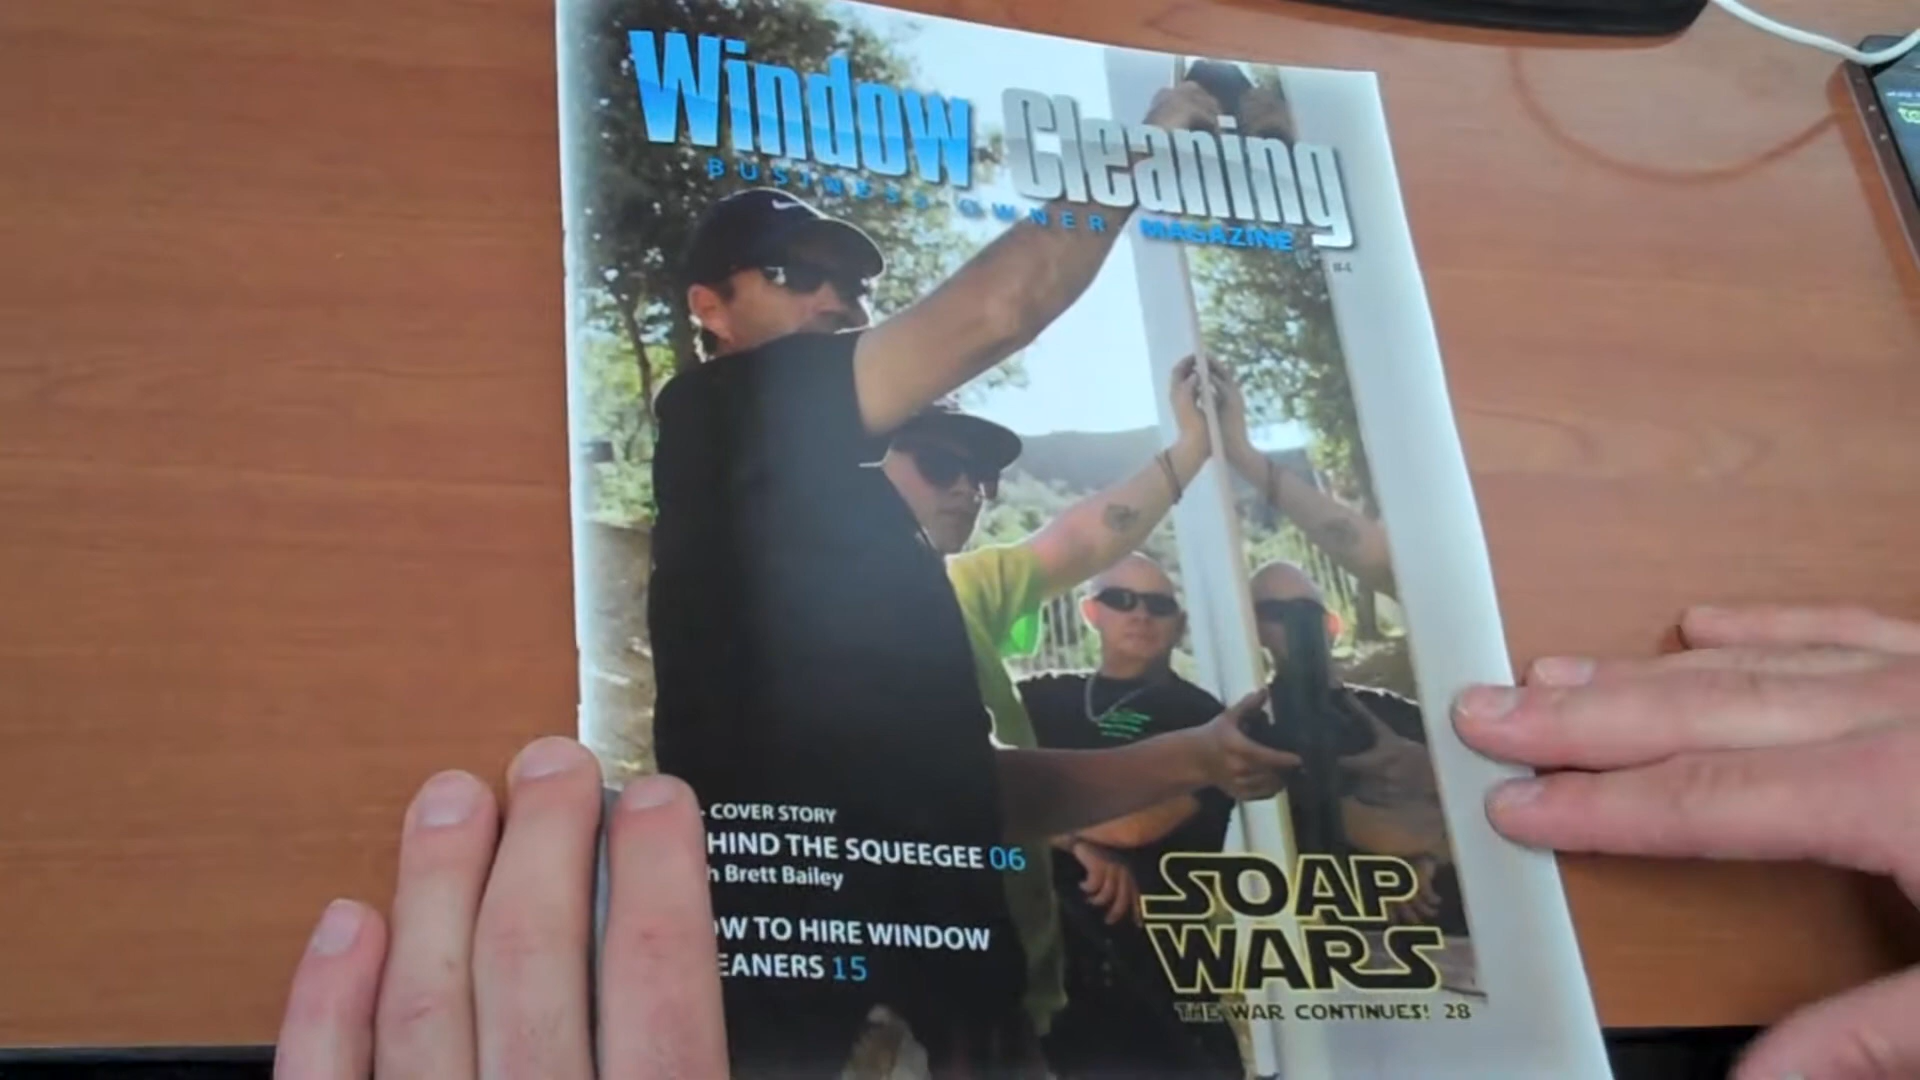 Window Cleaning
BUSINESS OWNER MAGAZINE
#4
COVER STORY
HIND THE SQUEEGEE 06
h Brett Bailey
OW TO HIRE WINDOW
EANERS 15
SOAP
WARS
THE WAR CONTINUES! 28